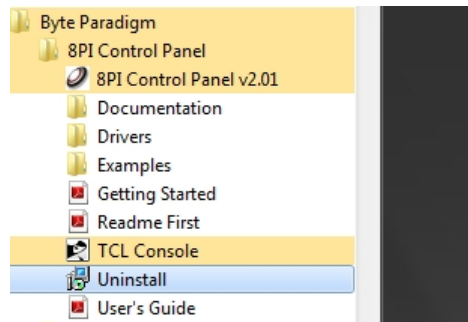 Byte Paradigm
8PI Control Panel
8PI Control Panel v2.01
Documentation
Drivers
Examples
Getting Started
Readme First
TCL Console
Uninstall
User's Guide